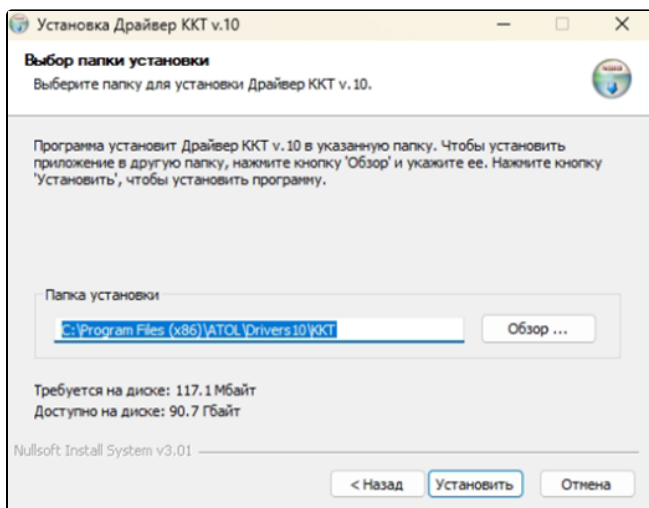 Установка Драйвер ККТ v.10
Выбор папки установки
Выберите папку для установки Драйвер ККТ v.10.
Программа установит Драйвер ККТ v.10 в указанную папку. Чтобы установить
приложение в другую папку, нажмите кнопку 'Обзор' и укажите ее. Нажмите кнопку
'Установить', чтобы установить программу.
Папка установки
C:\Program Files (x86)\ATOL\Drivers10\KKT
Обзор ...
Требуется на диске: 117.1 Мбайт
Доступно на диске: 90.7 Гбайт
Nullsoft Install System v3.01
< Назад
Установить
Отмена